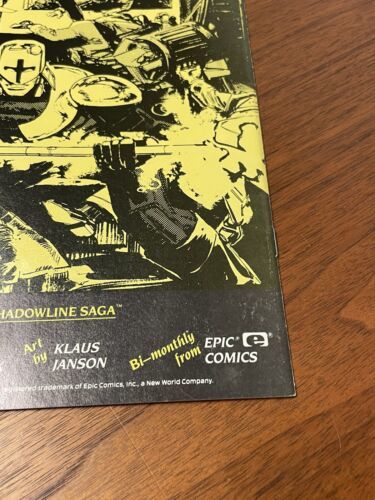 HADOWLINE SAGA™
Art by KLAUS JANSON
Bi-monthly from EPIC® e COMICS
registered trademark of Epic Comics, Inc., a New World Company.